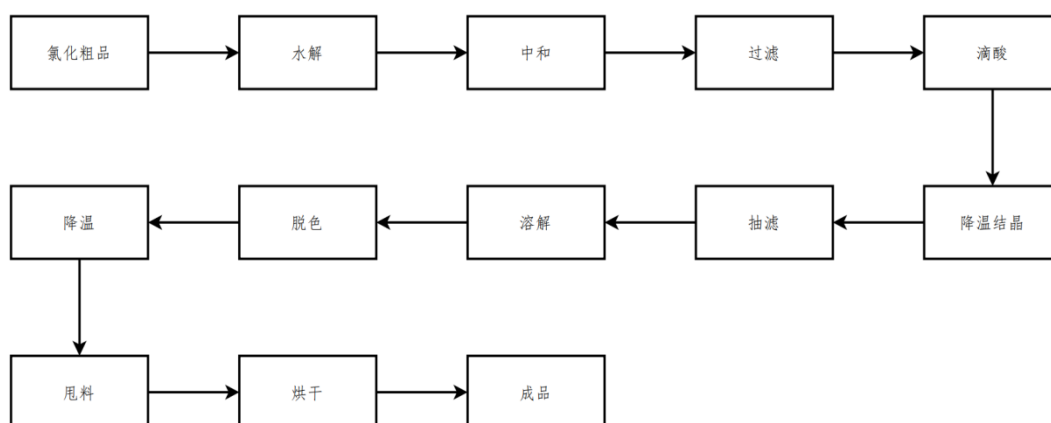 氯化粗品
水解
中和
过滤
滴酸
降温结晶
抽滤
溶解
脱色
降温
甩料
烘干
成品